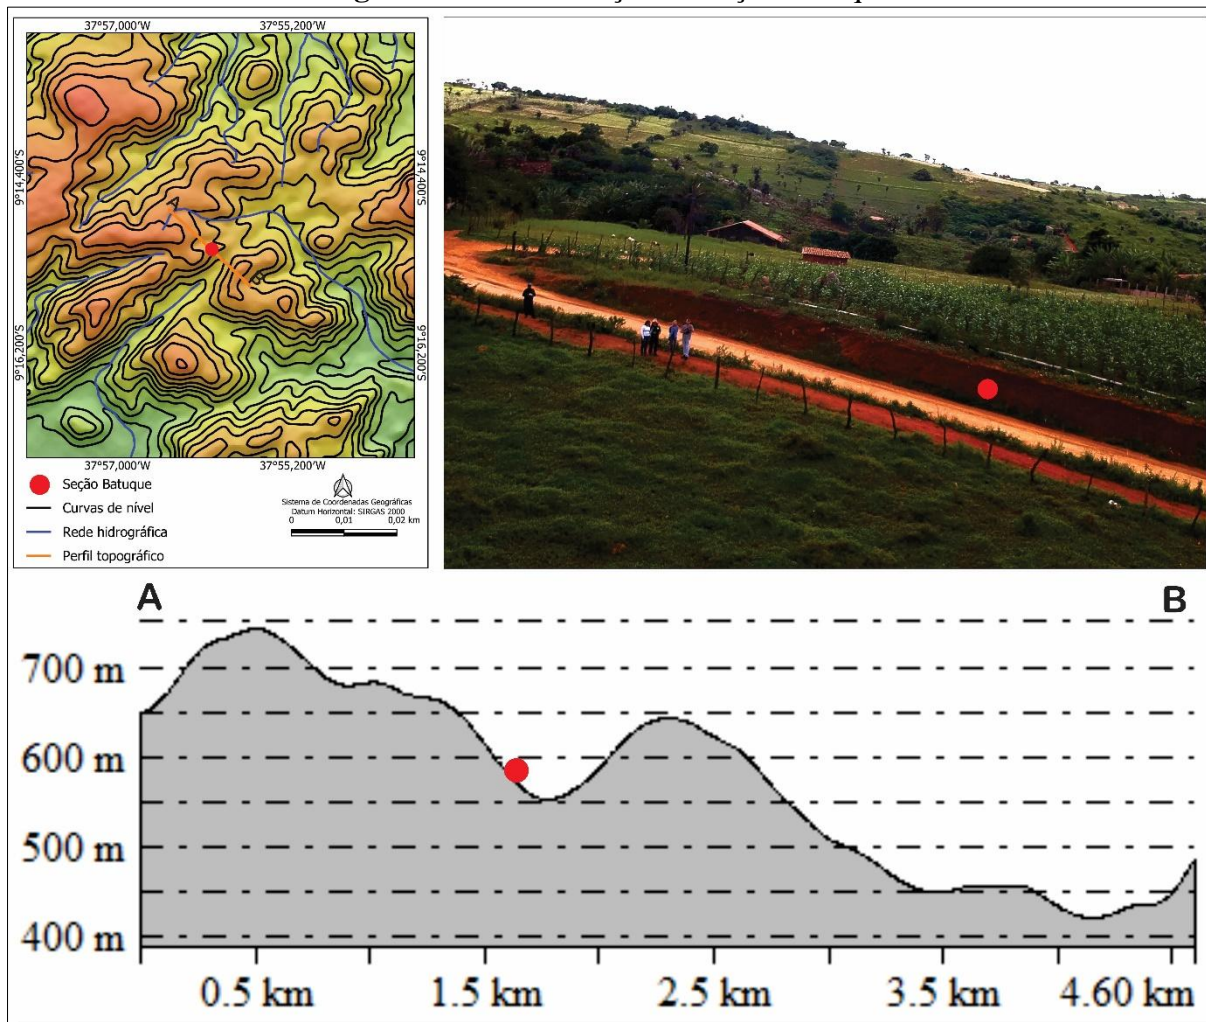 37°57,000'W 37°55,200'W
9°14,400'S 9°14,400'S
A
B
9°16,200'S 9°16,200'S
37°57,000'W 37°55,200'W
Seção Batuque
Curvas de nível
Rede hidrográfica
Perfil topográfico
Sistema de Coordenadas Geográficas
Datum Horizontal: SIRGAS 2000
0 0,01 0,02 km
A B
700 m
600 m
500 m
400 m
0.5 km 1.5 km 2.5 km 3.5 km 4.60 km